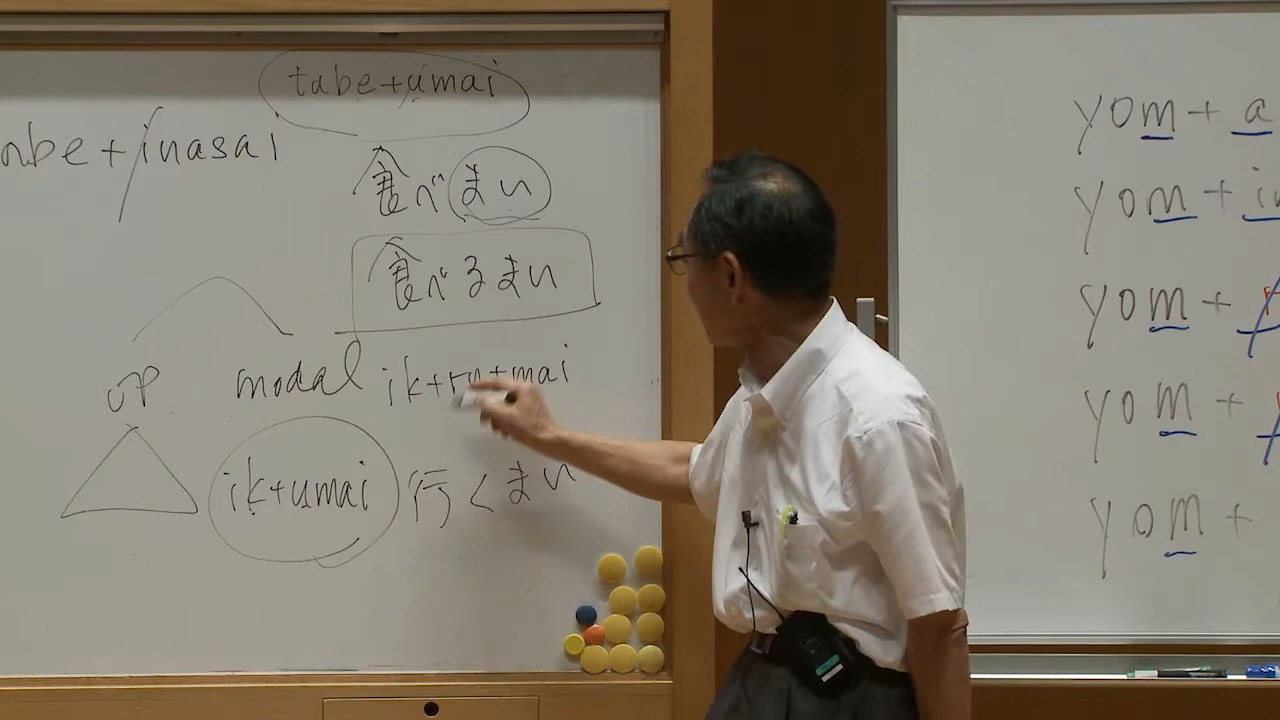 tabe+umai
nbe+inasai
食べまい
食べるまい
OP modal ik+ru+mai
ik+umai 行くまい
yom+a
yom+i
yom+
yom+
yom+